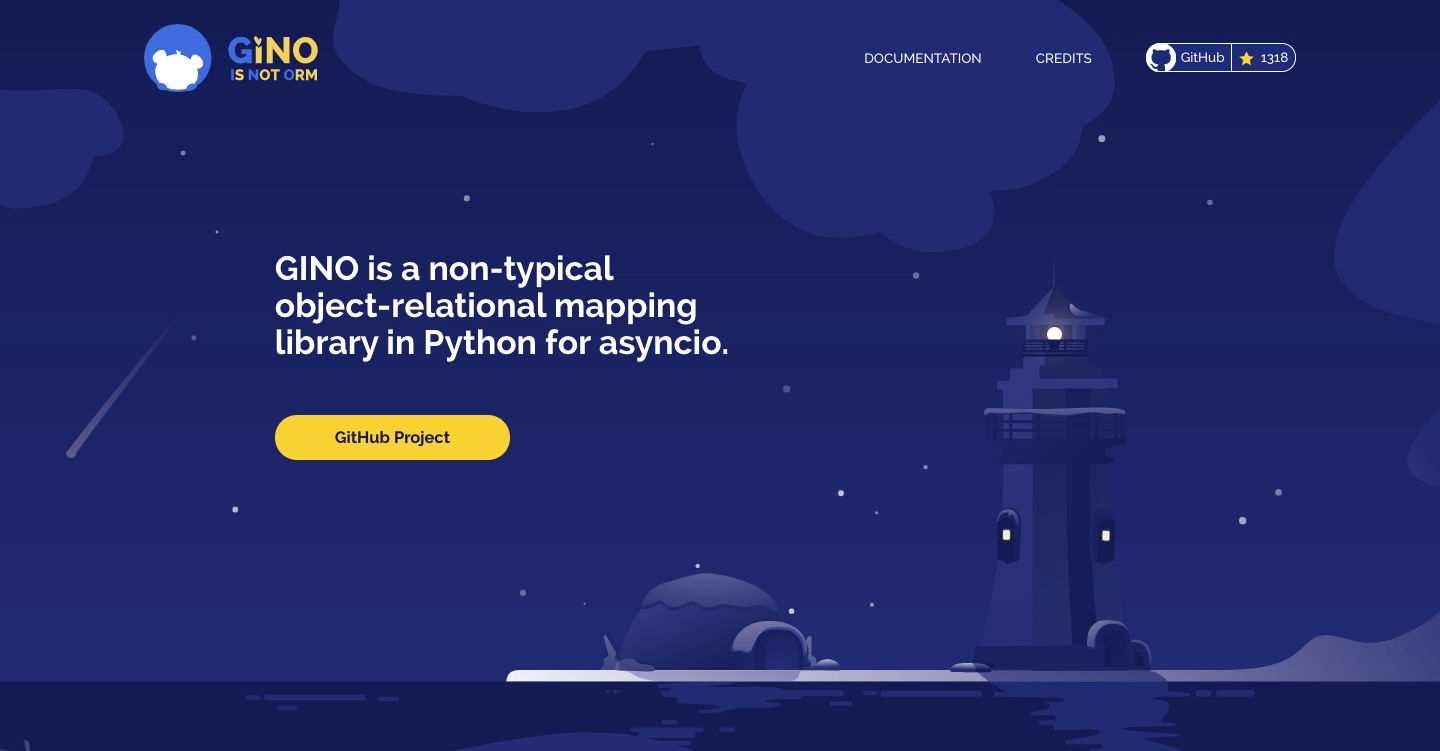 GiNO
IS NOT ORM
DOCUMENTATION
CREDITS
GitHub
1318
GINO is a non-typical
object-relational mapping
library in Python for asyncio.
GitHub Project